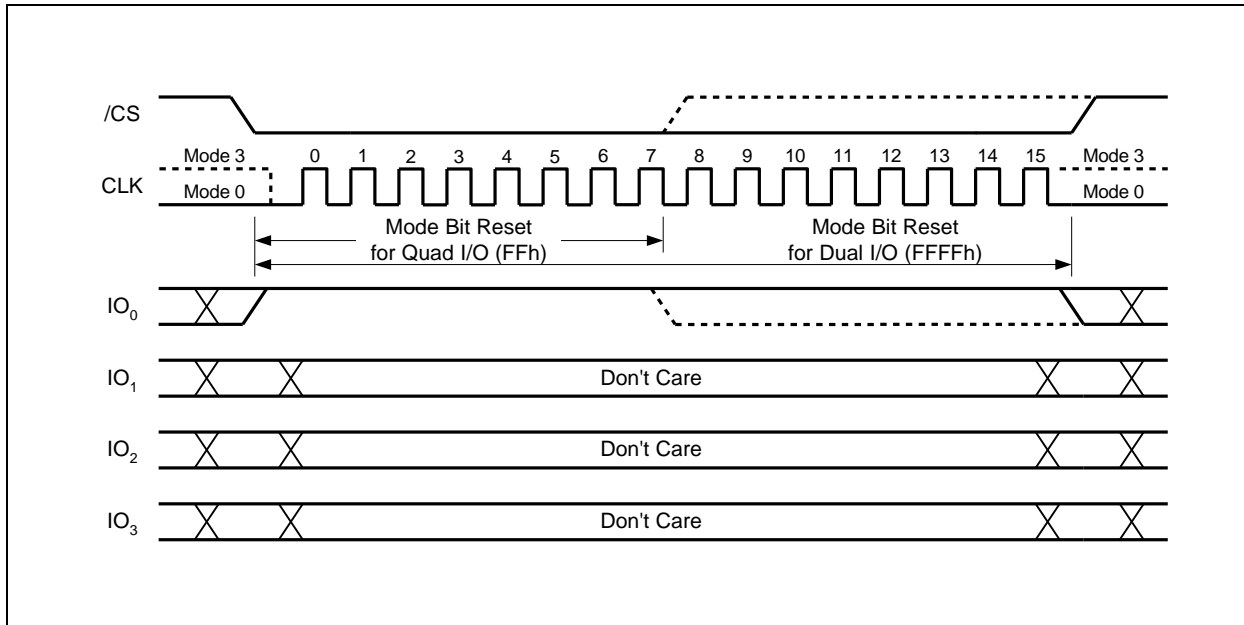 /CS
Mode 3 0 1 2 3 4 5 6 7 8 9 10 11 12 13 14 15 Mode 3
CLK
Mode 0 Mode 0
Mode Bit Reset
for Quad I/O (FFh)
Mode Bit Reset
for Dual I/O (FFFFh)
IO0
IO1 Don't Care
IO2 Don't Care
IO3 Don't Care